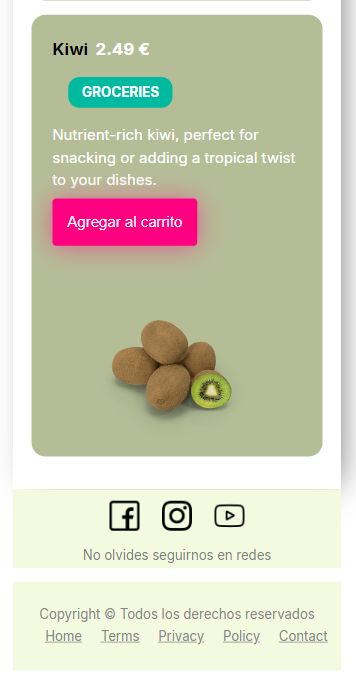 Kiwi 2.49 €
GROCERIES
Nutrient-rich kiwi, perfect for
snacking or adding a tropical twist
to your dishes.
Agregar al carrito
No olvides seguirnos en redes
Copyright © Todos los derechos reservados
Home Terms Privacy Policy Contact